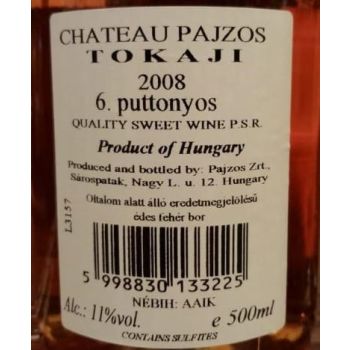 CHATEAU PAJZOS
TOKAJI
2008
6. puttonyos
QUALITY SWEET WINE P.S.R.
Product of Hungary
Produced and bottled by: Pajzos Zrt.,
Sárospatak, Nagy L. u. 12. Hungary
Oltalom alatt álló eredetmegjelölésű
édes fehér bor
L3157
5 998830 133225
NÉBIH: AAIK
Alc.: 11%vol.
e 500ml
CONTAINS SULFITES